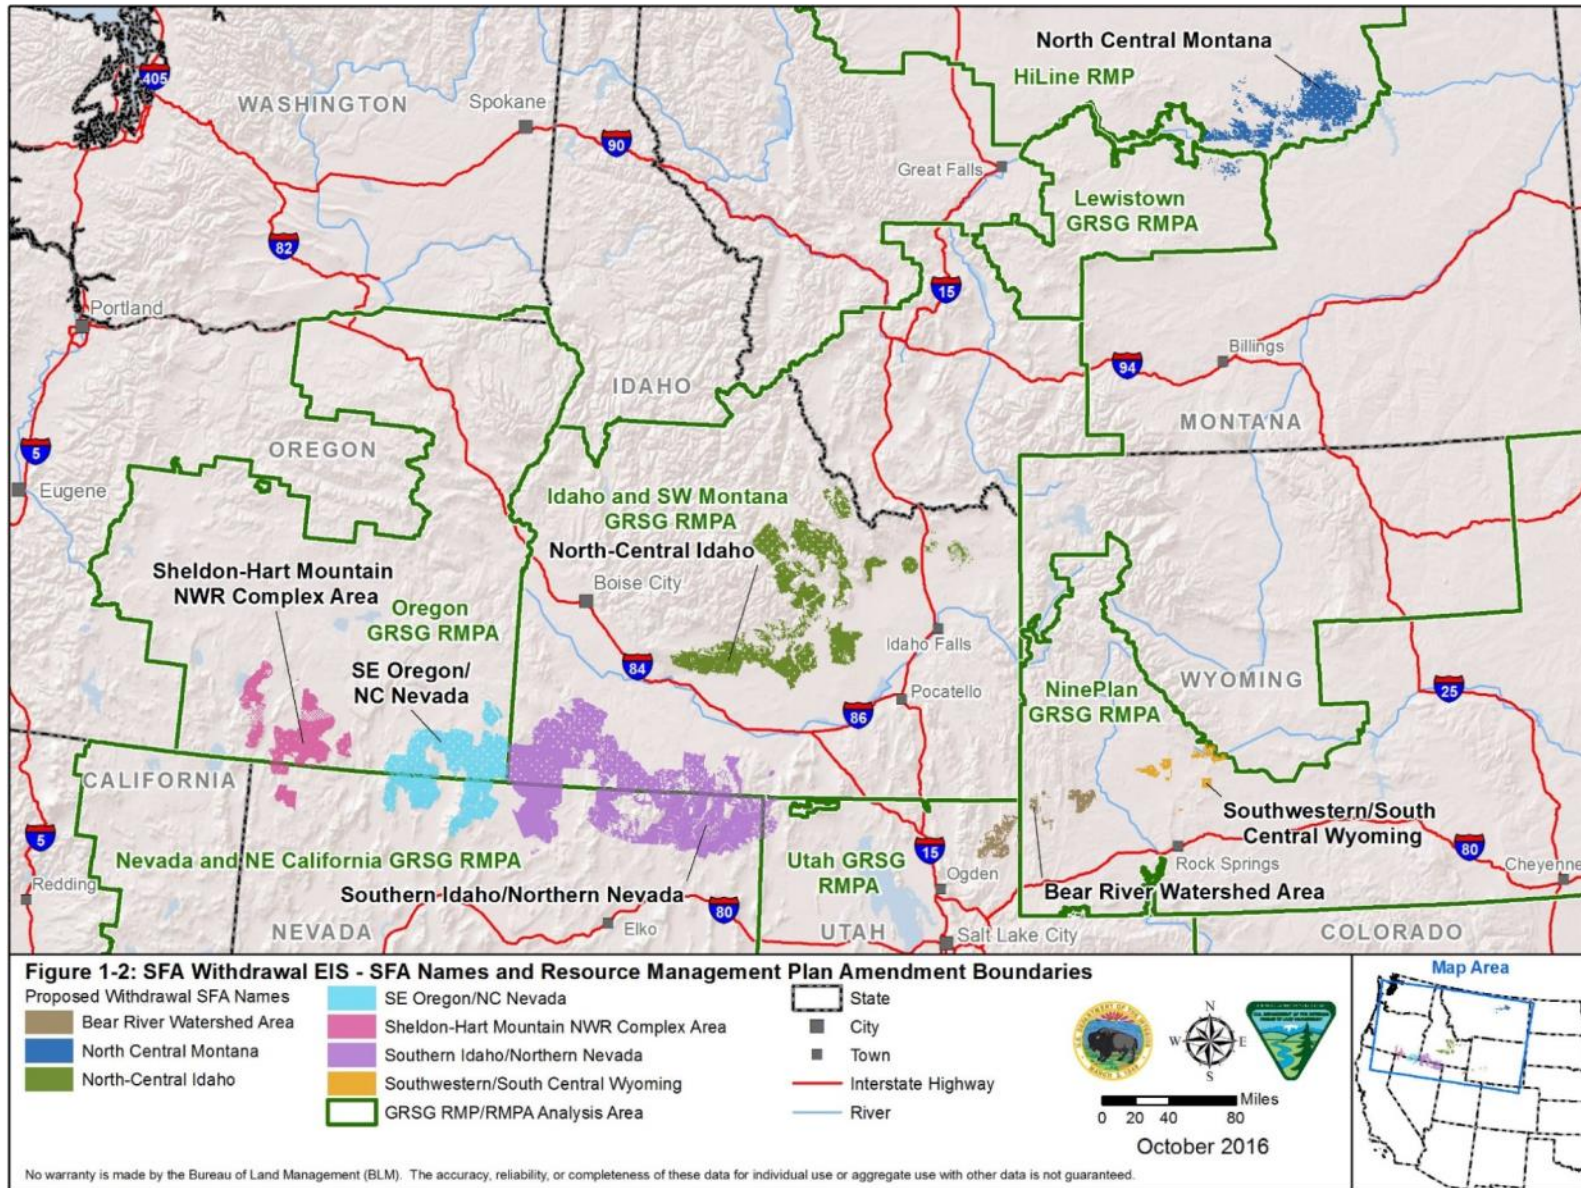 North Central Montana
HiLine RMP
405
WASHINGTON
Spokane
90
Great Falls
Lewistown
GRSG RMPA
82
15
Portland
Billings
94
IDAHO
MONTANA
OREGON
5
Eugene
Idaho and SW Montana
GRSG RMPA
North-Central Idaho
Sheldon-Hart Mountain
NWR Complex Area
Boise City
Oregon
GRSG RMPA
Idaho Falls
SE Oregon/
NC Nevada
84
Pocatello
WYOMING
25
NinePlan
GRSG RMPA
86
CALIFORNIA
Southwestern/South
Central Wyoming
5
15
80
Nevada and NE California GRSG RMPA
Utah GRSG
RMPA
Rock Springs
Cheyenne
Redding
Ogden
Southern Idaho/Northern Nevada
Bear River Watershed Area
80
Elko
NEVADA
UTAH
Salt Lake City
COLORADO
Figure 1-2: SFA Withdrawal EIS - SFA Names and Resource Management Plan Amendment Boundaries
Proposed Withdrawal SFA Names
Bear River Watershed Area
North Central Montana
North-Central Idaho
SE Oregon/NC Nevada
Sheldon-Hart Mountain NWR Complex Area
Southern Idaho/Northern Nevada
Southwestern/South Central Wyoming
GRSG RMP/RMPA Analysis Area
State
City
Town
Interstate Highway
River
N
W
E
S
0 20 40 80 Miles
October 2016
Map Area
No warranty is made by the Bureau of Land Management (BLM). The accuracy, reliability, or completeness of these data for individual use or aggregate use with other data is not guaranteed.